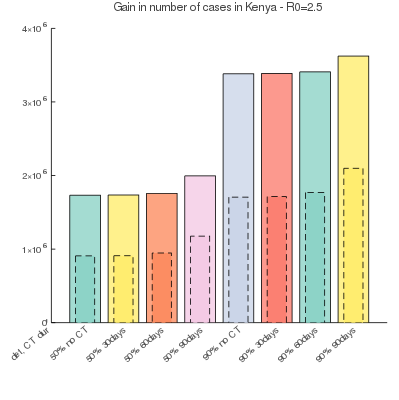 Gain in number of cases in Kenya - R0=2.5
4×10⁶
3×10⁶
2×10⁶
1×10⁶
0
det, CT dur
50% no CT
50% 30days
50% 60days
50% 90days
90% no CT
90% 30days
90% 60days
90% 90days